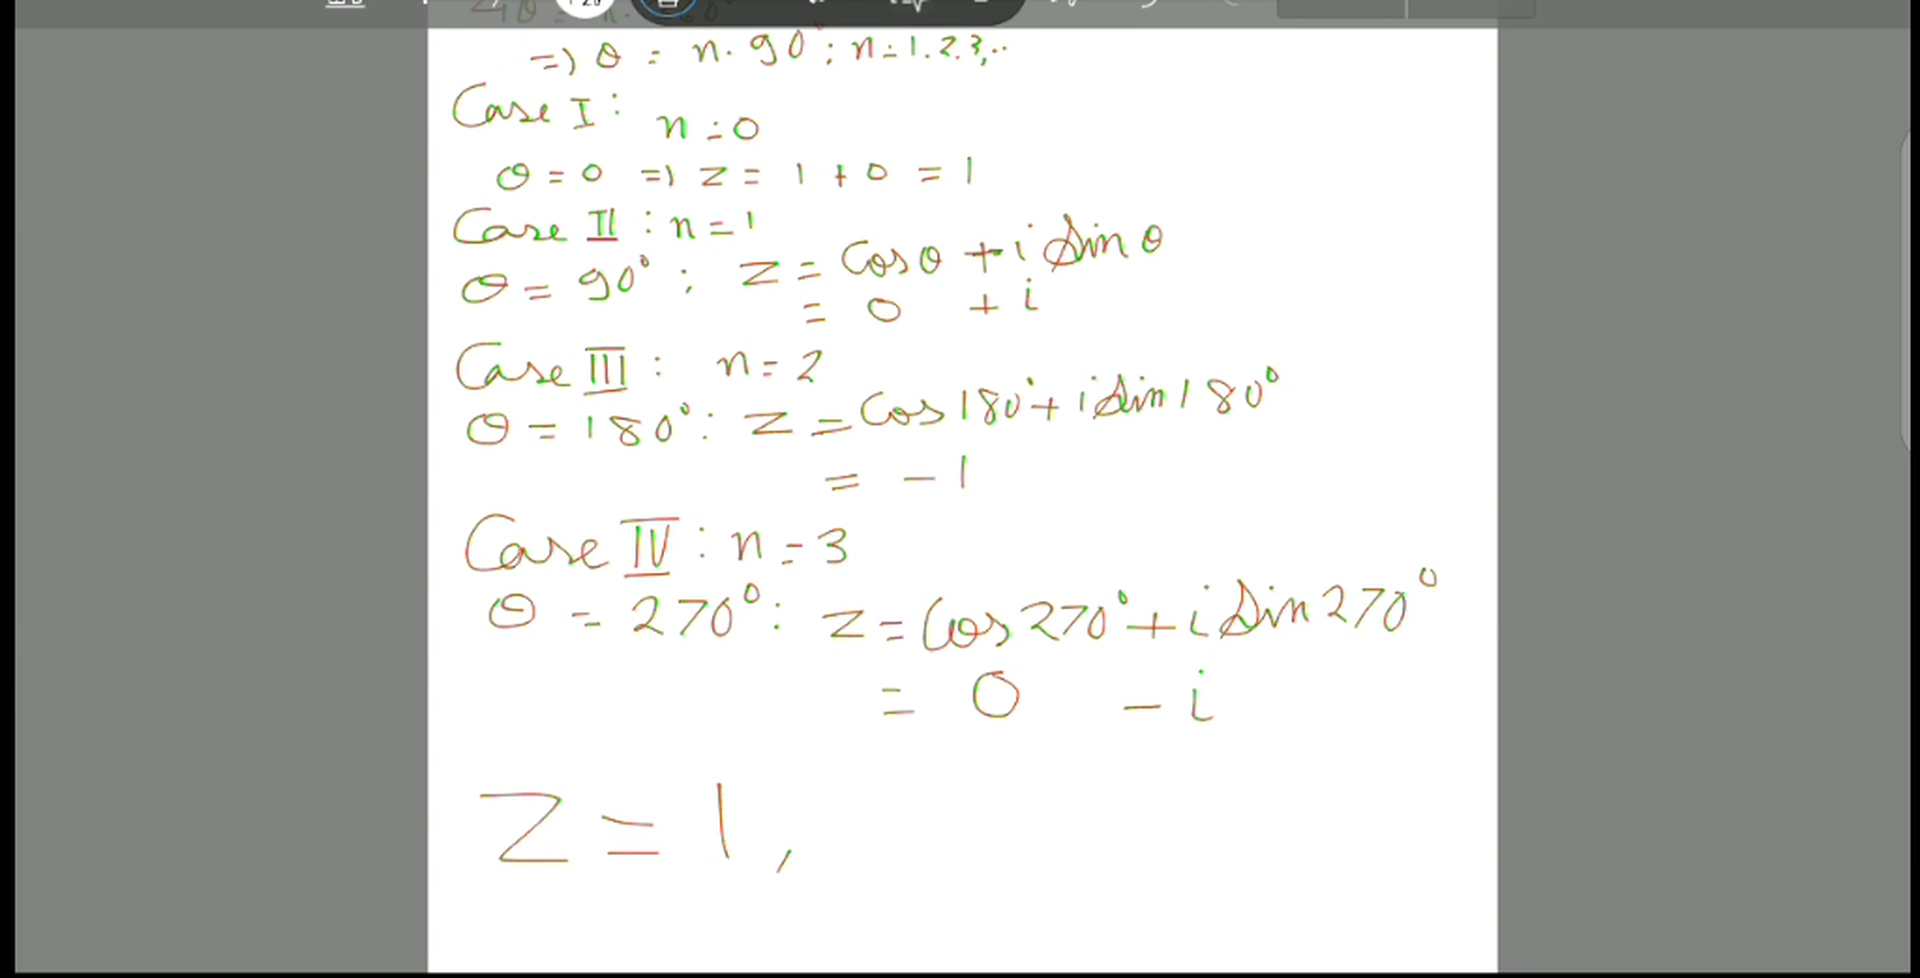 =) θ = n. 90°; n=1.2.3,..
Case I :
n = 0
θ = 0 => z = 1 + 0 = 1
Case II : n = 1
θ = 90° ; z = Cosθ + i Sin θ
= 0 + i
Case III : n = 2
θ = 180° : z = Cos 180° + i Sin 180°
= - 1
Case IV : n = 3
θ = 270° : z = Cos 270° + i Sin 270°
= 0 - i
Z = 1,